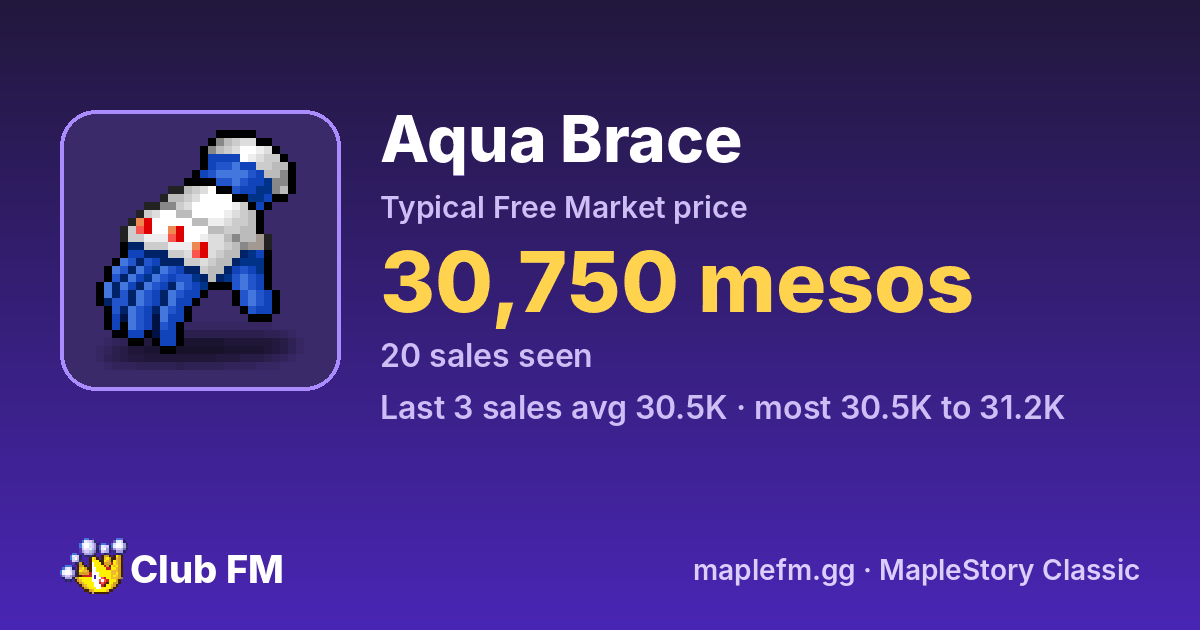 Aqua Brace
Typical Free Market price
30,750 mesos
20 sales seen
Last 3 sales avg 30.5K · most 30.5K to 31.2K
Club FM
maplefm.gg · MapleStory Classic